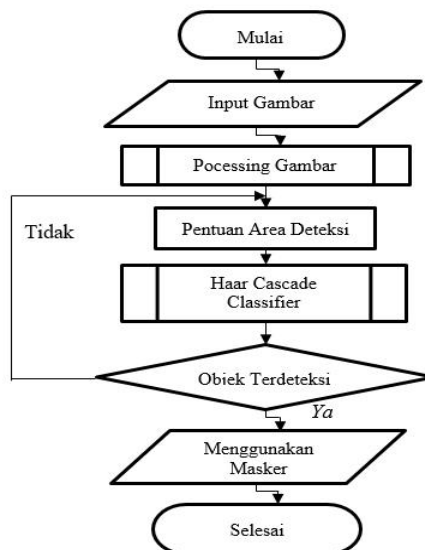 Mulai
Input Gambar
Pocessing Gambar
Tidak
Pentuan Area Deteksi
Haar Cascade
Classifier
Obiek Terdeteksi
Ya
Menggunakan
Masker
Selesai